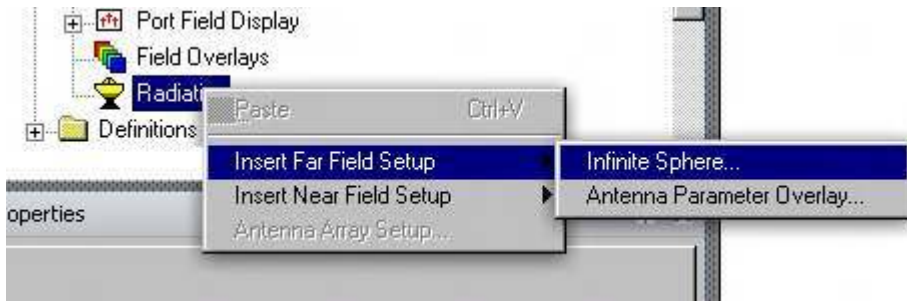 Port Field Display
Field Overlays
Radiati
Paste Ctrl+V
Definitions
Insert Far Field Setup Infinite Sphere...
Insert Near Field Setup Antenna Parameter Overlay...
operties
Antenna Array Setup...